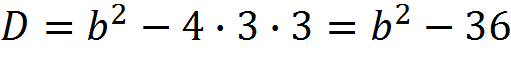 D = b² − 4 · 3 · 3 = b² − 36